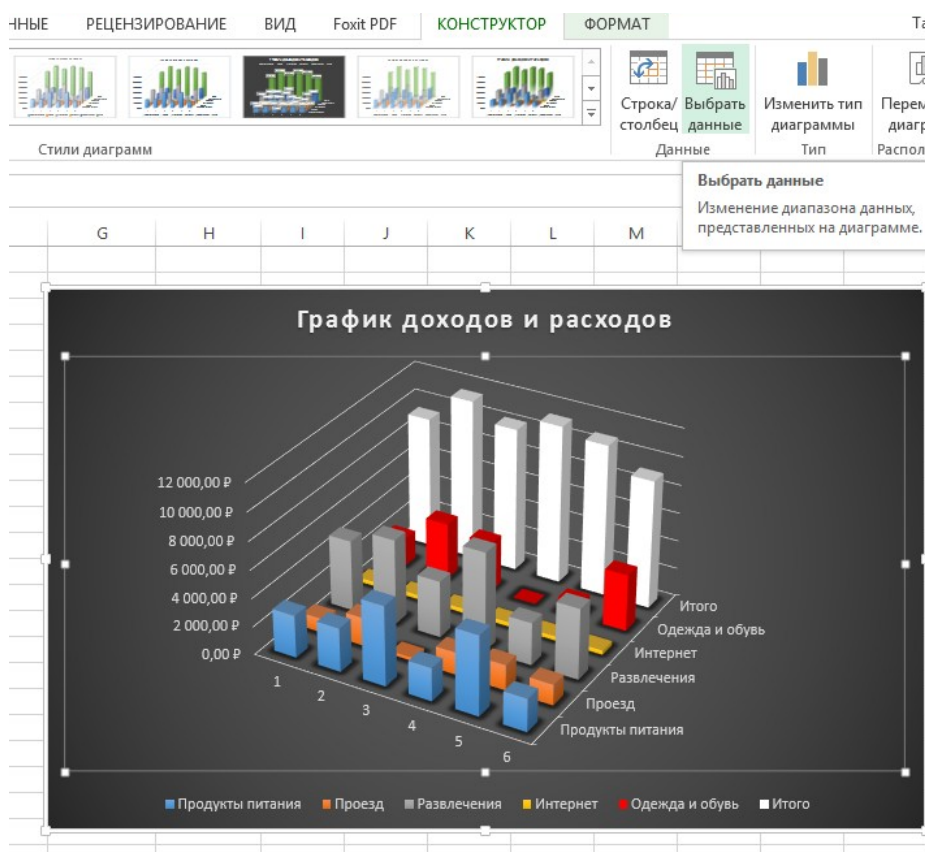 ННЫЕ РЕЦЕНЗИРОВАНИЕ ВИД Foxit PDF КОНСТРУКТОР ФОРМАТ Та
Строка/ Выбрать Изменить тип Перем
столбец данные диаграммы диагр
Стили диаграмм Данные Тип Распол
Выбрать данные
Изменение диапазона данных,
представленных на диаграмме.
G H I J K L M
График доходов и расходов
12 000,00 ₽
10 000,00 ₽
8 000,00 ₽
6 000,00 ₽
4 000,00 ₽
2 000,00 ₽
0,00 ₽
1
2
3
4
5
6
Итого
Одежда и обувь
Интернет
Развлечения
Проезд
Продукты питания
Продукты питания Проезд Развлечения Интернет Одежда и обувь Итого